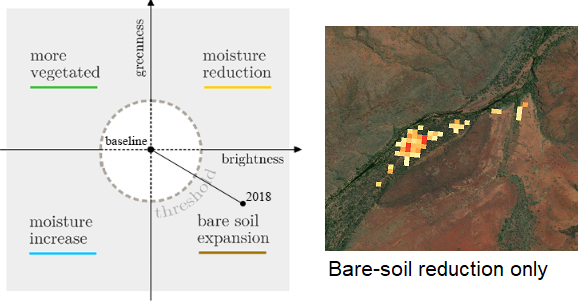 greenness
more
vegetated
moisture
reduction
baseline
brightness
threshold
2018
moisture
increase
bare soil
expansion
Bare-soil reduction only